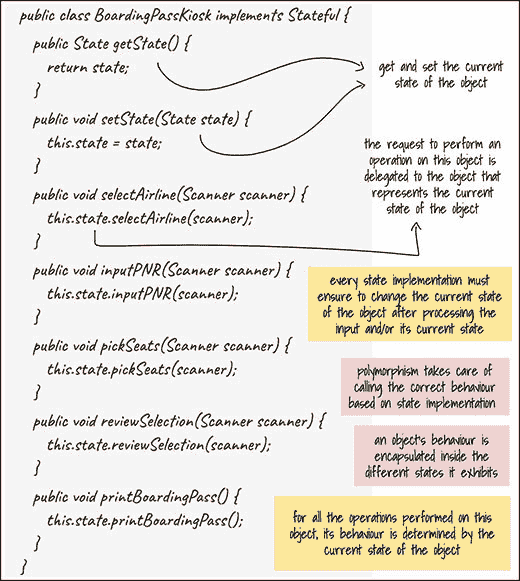 public class BoardingPassKiosk implements Stateful {
public State getState() {
return state;
}
public void setState(State state) {
this.state = state;
}
public void selectAirline(Scanner scanner) {
this.state.selectAirline(scanner);
}
public void inputPNR(Scanner scanner) {
this.state.inputPNR(scanner);
}
public void pickSeats(Scanner scanner) {
this.state.pickSeats(scanner);
}
public void reviewSelection(Scanner scanner) {
this.state.reviewSelection(scanner);
}
public void printBoardingPass() {
this.state.printBoardingPass();
}
}
get and set the current
state of the object
the request to perform an
operation on this object is
delegated to the object that
represents the current
state of the object
every state implementation must
ensure to change the current state
of the object after processing the
input and/or its current state
polymorphism takes care of
calling the correct behaviour
based on state implementation
an object's behaviour is
encapsulated inside the
different states it exhibits
for all the operations performed on this
object, its behaviour is determined by the
current state of the object